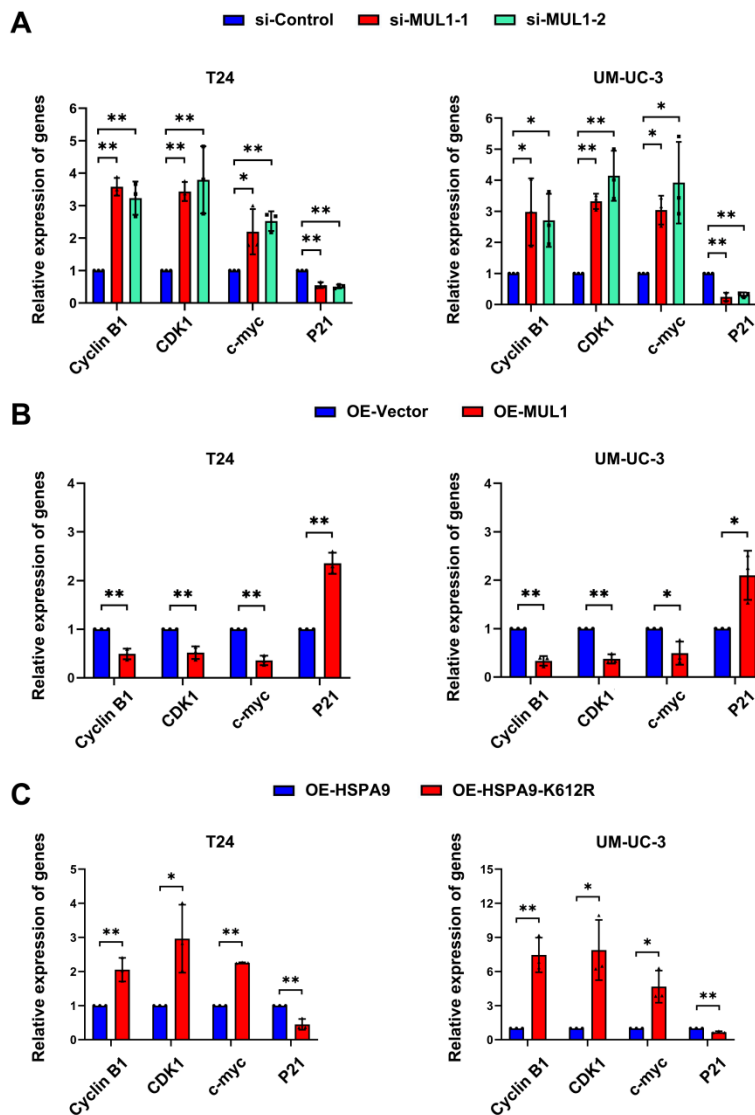 A
si-Control si-MUL1-1 si-MUL1-2
T24
UM-UC-3
Relative expression of genes
6
5
4
3
2
1
0
** ** ** ** ** * ** **
Cyclin B1 CDK1 c-myc P21
Relative expression of genes
6
5
4
3
2
1
0
* * ** ** * * ** **
Cyclin B1 CDK1 c-myc P21
B
OE-Vector OE-MUL1
T24
UM-UC-3
Relative expression of genes
4
3
2
1
0
** ** ** **
Cyclin B1 CDK1 c-myc P21
Relative expression of genes
4
3
2
1
0
** ** * *
Cyclin B1 CDK1 c-myc P21
C
OE-HSPA9 OE-HSPA9-K612R
T24
UM-UC-3
Relative expression of genes
5
4
3
2
1
0
** * ** **
Cyclin B1 CDK1 c-myc P21
Relative expression of genes
15
12
9
6
3
0
** * * **
Cyclin B1 CDK1 c-myc P21